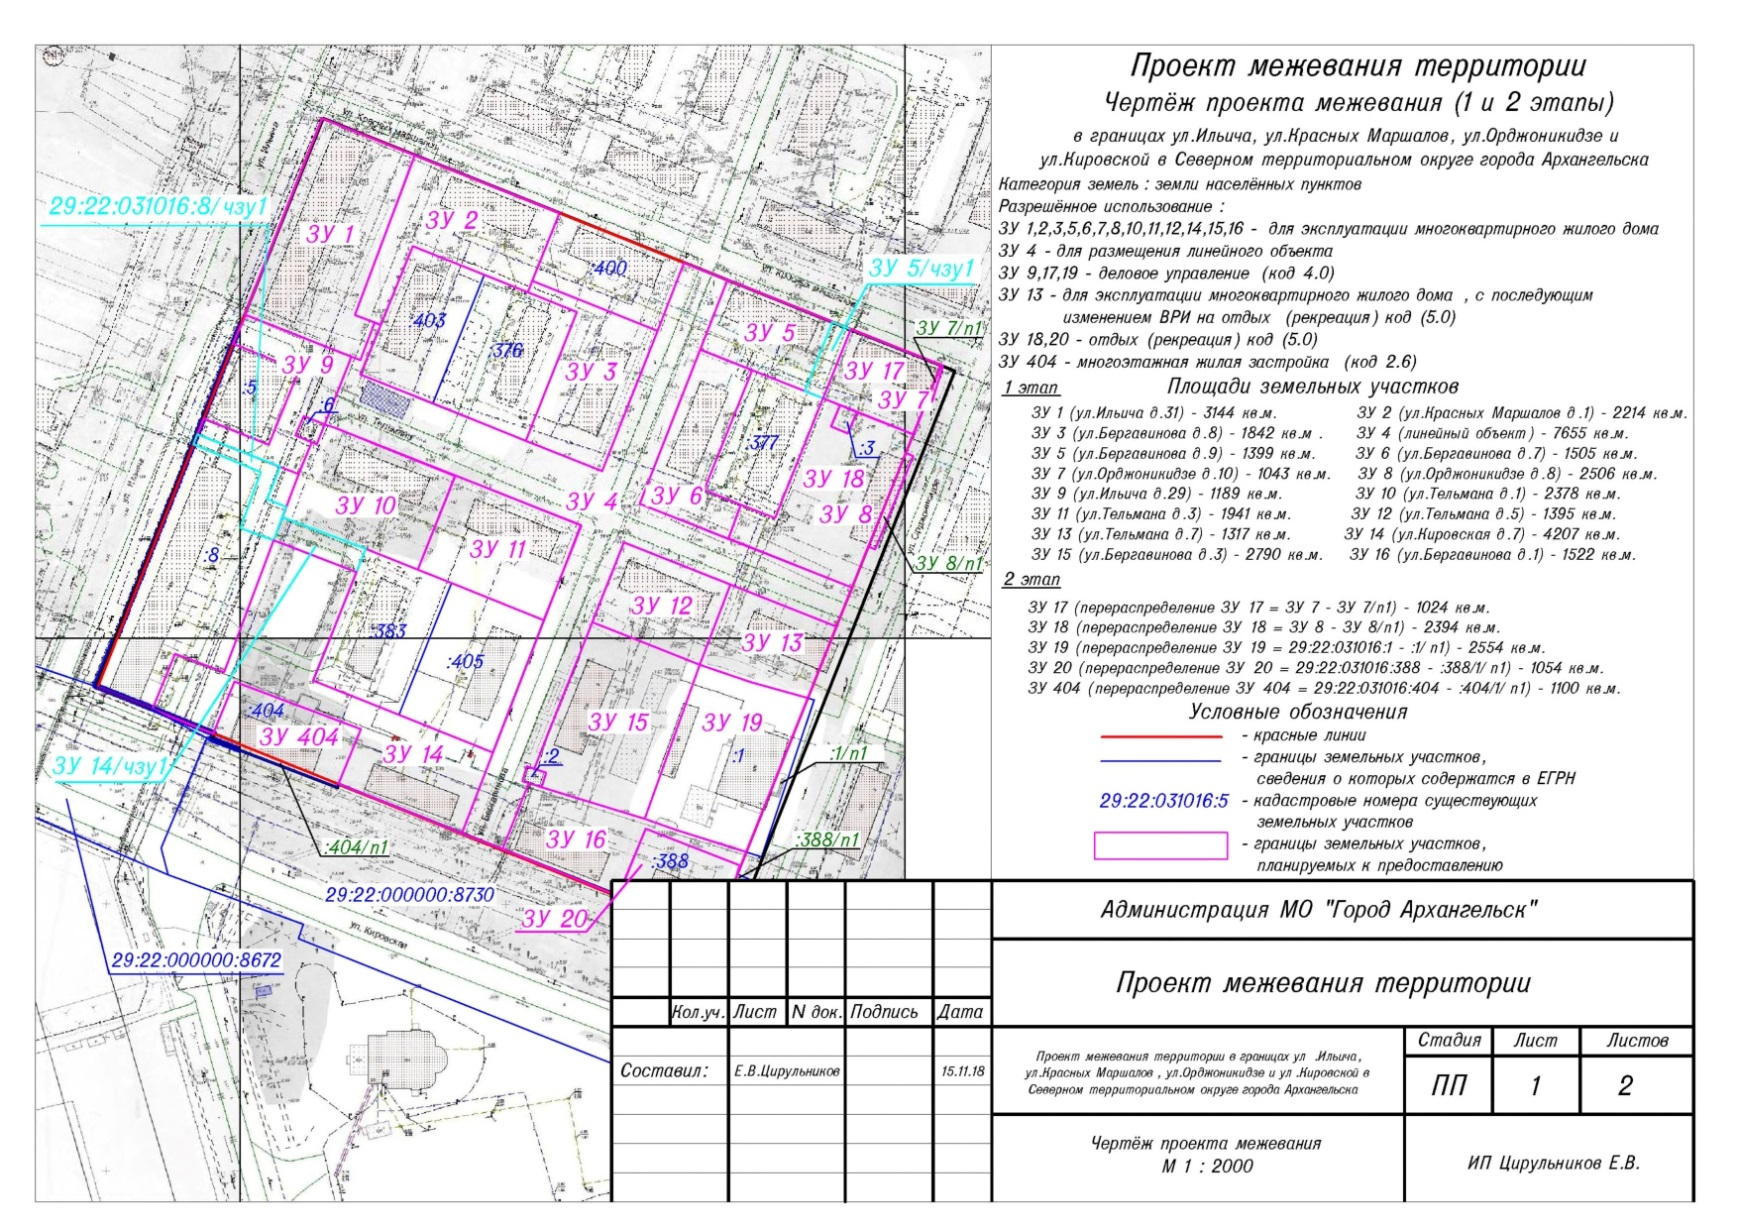 Проект межевания территории
Чертёж проекта межевания (1 и 2 этапы)
в границах ул.Ильича, ул.Красных Маршалов, ул.Орджоникидзе и
ул.Кировской в Северном территориальном округе города Архангельска
Категория земель : земли населённых пунктов
Разрешённое использование :
ЗУ 1,2,3,5,6,7,8,10,11,12,14,15,16 - для эксплуатации многоквартирного жилого дома
ЗУ 4 - для размещения линейного объекта
ЗУ 9,17,19 - деловое управление (код 4.0)
ЗУ 13 - для эксплуатации многоквартирного жилого дома , с последующим
изменением ВРИ на отдых (рекреация) код (5.0)
ЗУ 18,20 - отдых (рекреация) код (5.0)
ЗУ 404 - многоэтажная жилая застройка (код 2.6)
1 этап Площади земельных участков
ЗУ 1 (ул.Ильича д.31) - 3144 кв.м. ЗУ 2 (ул.Красных Маршалов д.1) - 2214 кв.м.
ЗУ 3 (ул.Бергавинова д.8) - 1842 кв.м . ЗУ 4 (линейный объект) - 7655 кв.м.
ЗУ 5 (ул.Бергавинова д.9) - 1399 кв.м. ЗУ 6 (ул.Бергавинова д.7) - 1505 кв.м.
ЗУ 7 (ул.Орджоникидзе д.10) - 1043 кв.м. ЗУ 8 (ул.Орджоникидзе д.8) - 2506 кв.м.
ЗУ 9 (ул.Ильича д.29) - 1189 кв.м. ЗУ 10 (ул.Тельмана д.1) - 2378 кв.м.
ЗУ 11 (ул.Тельмана д.3) - 1941 кв.м. ЗУ 12 (ул.Тельмана д.5) - 1395 кв.м.
ЗУ 13 (ул.Тельмана д.7) - 1317 кв.м. ЗУ 14 (ул.Кировская д.7) - 4207 кв.м.
ЗУ 15 (ул.Бергавинова д.3) - 2790 кв.м. ЗУ 16 (ул.Бергавинова д.1) - 1522 кв.м.
2 этап
ЗУ 17 (перераспределение ЗУ 17 = ЗУ 7 - ЗУ 7/п1) - 1024 кв.м.
ЗУ 18 (перераспределение ЗУ 18 = ЗУ 8 - ЗУ 8/п1) - 2394 кв.м.
ЗУ 19 (перераспределение ЗУ 19 = 29:22:031016:1 - :1/ п1) - 2554 кв.м.
ЗУ 20 (перераспределение ЗУ 20 = 29:22:031016:388 - :388/1/ п1) - 1054 кв.м.
ЗУ 404 (перераспределение ЗУ 404 = 29:22:031016:404 - :404/1/ п1) - 1100 кв.м.
Условные обозначения
- красные линии
- границы земельных участков,
сведения о которых содержатся в ЕГРН
29:22:031016:5 - кадастровые номера существующих
земельных участков
- границы земельных участков,
планируемых к предоставлению
29:22:031016:8/чзу1
ЗУ 1
ЗУ 2
:400
ЗУ 5/чзу1
ЗУ 7/п1
:403
:376
ЗУ 3
ЗУ 5
ЗУ 17
ЗУ 7
ЗУ 9
:5
:6
:377
:3
ЗУ 18
ЗУ 10
ЗУ 4
ЗУ 6
ЗУ 8
ЗУ 11
:8
ЗУ 8/п1
ЗУ 12
:383
ЗУ 13
:405
:404
ЗУ 404
ЗУ 14
ЗУ 15
ЗУ 19
:2
:1
:1/п1
ЗУ 14/чзу1
:404/п1
ЗУ 16
:388
:388/п1
29:22:000000:8730
ЗУ 20
ул. Кировская
29:22:000000:8672
Администрация МО "Город Архангельск"
Проект межевания территории
Кол.уч. Лист N док. Подпись Дата
Составил: Е.В.Цирульников 15.11.18
Проект межевания территории в границах ул .Ильича,
ул.Красных Маршалов , ул.Орджоникидзе и ул .Кировской в
Северном территориальном округе города Архангельска
Стадия Лист Листов
ПП 1 2
Чертёж проекта межевания
М 1 : 2000
ИП Цирульников Е.В.